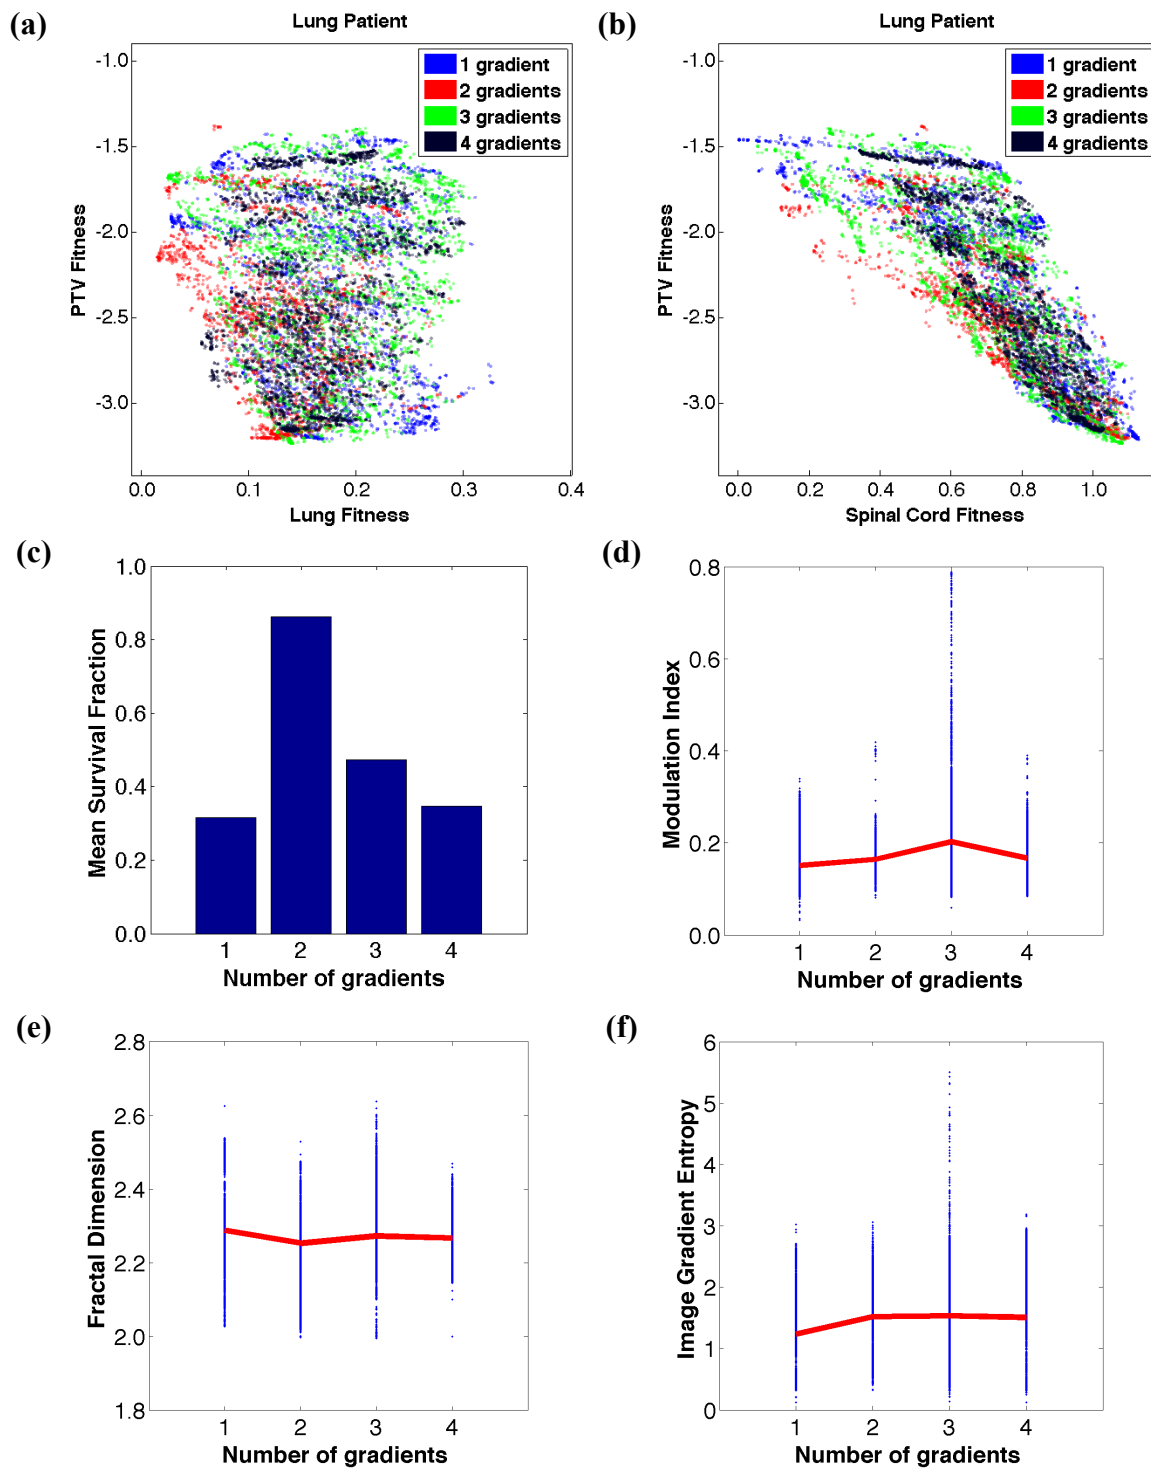 (a)
Lung Patient
-1.0
-1.5
-2.0
-2.5
-3.0
PTV Fitness
1 gradient
2 gradients
3 gradients
4 gradients
0.0 0.1 0.2 0.3 0.4
Lung Fitness
(b)
Lung Patient
-1.0
-1.5
-2.0
-2.5
-3.0
PTV Fitness
1 gradient
2 gradients
3 gradients
4 gradients
0.0 0.2 0.4 0.6 0.8 1.0
Spinal Cord Fitness
(c)
1.0
0.8
0.6
0.4
0.2
0.0
Mean Survival Fraction
1 2 3 4
Number of gradients
(d)
0.8
0.6
0.4
0.2
0.0
Modulation Index
1 2 3 4
Number of gradients
(e)
2.8
2.6
2.4
2.2
2.0
1.8
Fractal Dimension
1 2 3 4
Number of gradients
(f)
6
5
4
3
2
1
0
Image Gradient Entropy
1 2 3 4
Number of gradients